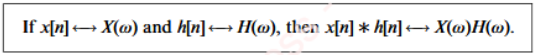 If x[n] ⟷ X(ω) and h[n] ⟷ H(ω), then x[n] ∗ h[n] ⟷ X(ω)H(ω).